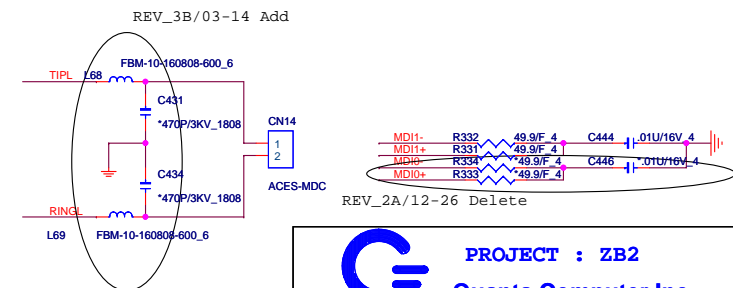 REV_3B/03-14 Add
FBM-10-160808-600_6
TIPL L68
C431
*470P/3KV_1808
CN14
1
2
C434
*470P/3KV_1808
ACES-MDC
RINGL
L69 FBM-10-160808-600_6
MDI1- R332 49.9/F_4 C444 .01U/16V_4
MDI1+ R331 49.9/F_4
MDI0- R334 *49.9/F_4 C446 *.01U/16V_4
MDI0+ R333 *49.9/F_4
REV_2A/12-26 Delete
PROJECT : ZB2
Quanta Computer Inc